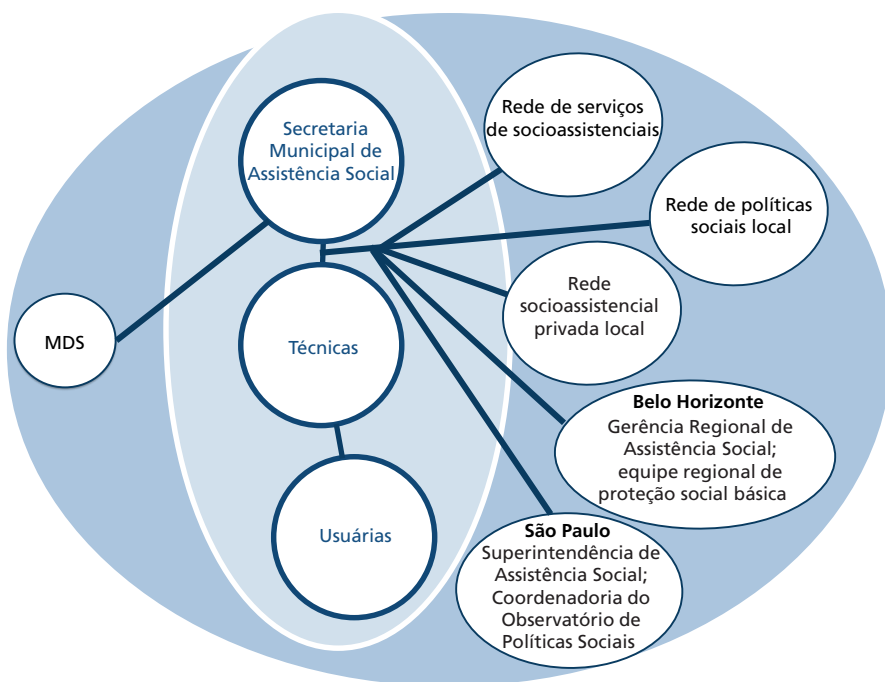 Secretaria
Municipal de
Assistência Social
Rede de serviços
de socioassistenciais
Rede de políticas
sociais local
Rede
socioassistencial
privada local
MDS
Técnicas
Belo Horizonte
Gerência Regional de
Assistência Social;
equipe regional de
proteção social básica
Usuárias
São Paulo
Superintendência de
Assistência Social;
Coordenadoria do
Observatório de
Políticas Sociais